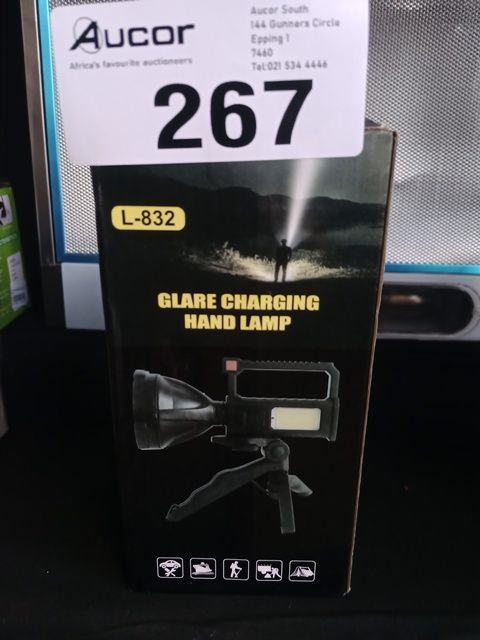 Aucor
Africa's favourite auctioneers
Aucor South
144 Gunners Circle
Epping 1
7460
Tel:021 534 4446
267
L-832
GLARE CHARGING
HAND LAMP